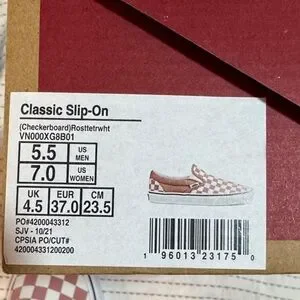 Classic Slip-On
(Checkerboard)Rosttetrwht
VN000XG8B01
5.5 US MEN
7.0 US WOMEN
UK EUR CM
4.5 37.0 23.5
PO#4200043312
SJV - 10/21
CPSIA PO/CUT#
420004331200200
1 96013 23175 0